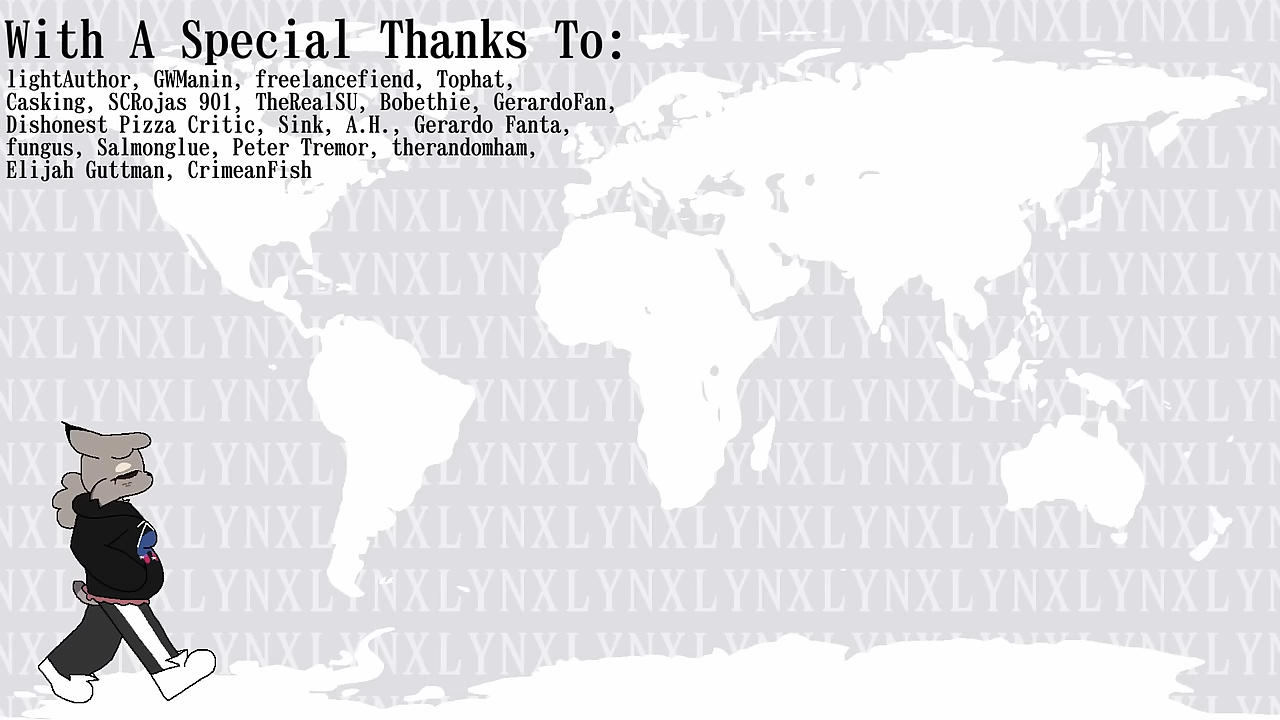 With A Special Thanks To:
lightAuthor, GWManin, freelancefiend, Tophat,
Casking, SCRojas 901, TheRealSU, Bobethie, GerardoFan,
Dishonest Pizza Critic, Sink, A.H., Gerardo Fanta,
fungus, Salmonglue, Peter Tremor, therandomham,
Elijah Guttman, CrimeanFish
NXLYNXLYNXLYNXLYNXLYNXLYNXLYNX